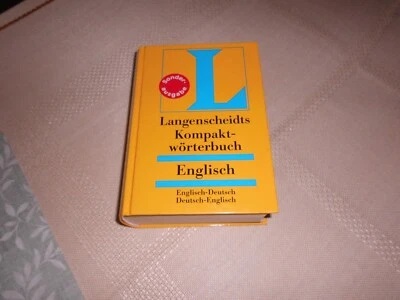 Sonder-
ausgabe
L
Langenscheidts
Kompakt-
wörterbuch
Englisch
Englisch-Deutsch
Deutsch-Englisch